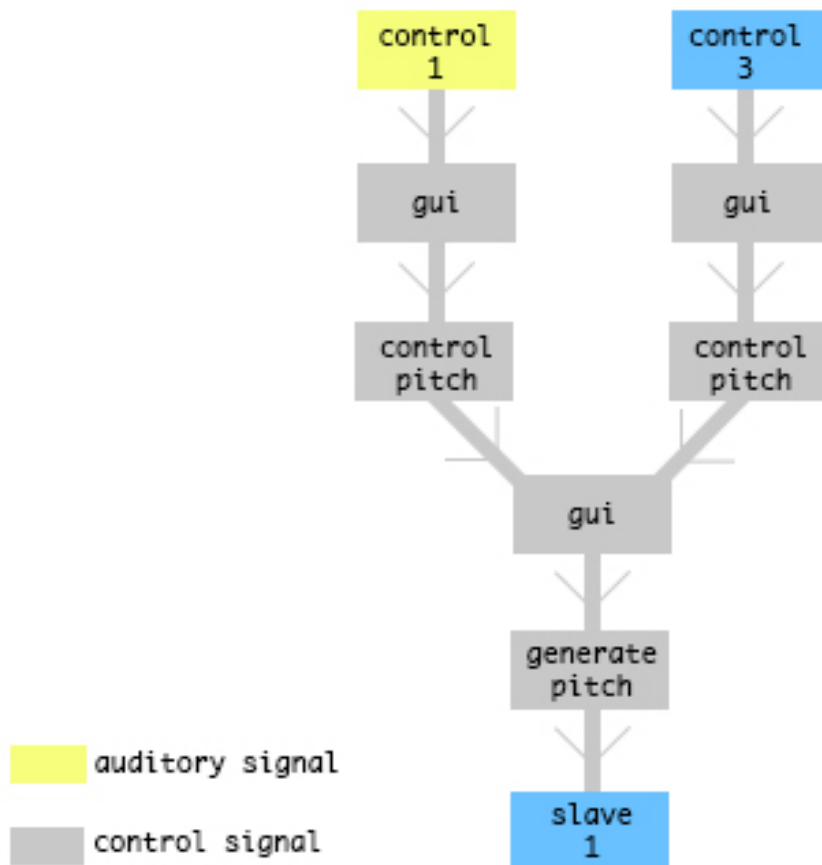 control
1
control
3
gui
gui
control
pitch
control
pitch
gui
generate
pitch
auditory signal
slave
1
control signal